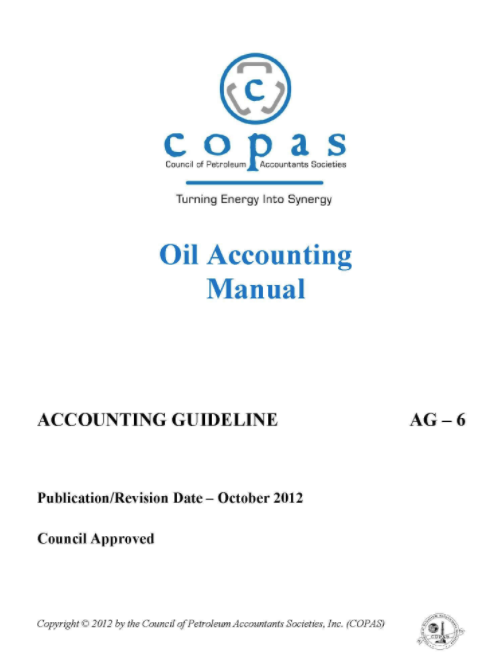 c
copas
Council of Petroleum Accountants Societies
Turning Energy Into Synergy
Oil Accounting
Manual
ACCOUNTING GUIDELINE AG – 6
Publication/Revision Date – October 2012
Council Approved
Copyright © 2012 by the Council of Petroleum Accountants Societies, Inc. (COPAS)
COPAS